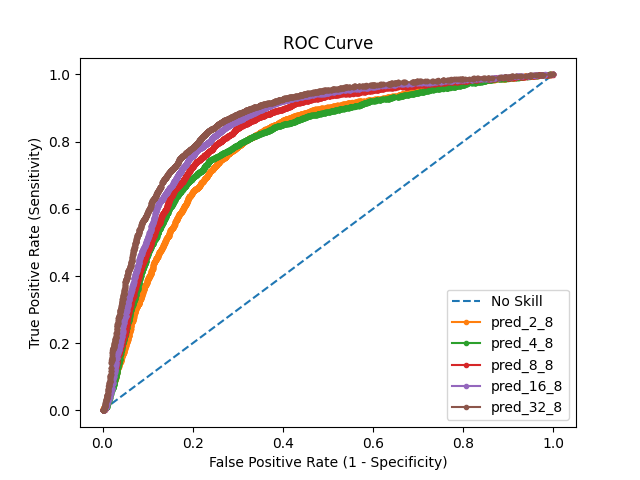 ROC Curve
True Positive Rate (Sensitivity)
1.0
0.8
0.6
0.4
0.2
0.0
0.0 0.2 0.4 0.6 0.8 1.0
False Positive Rate (1 - Specificity)
No Skill
pred_2_8
pred_4_8
pred_8_8
pred_16_8
pred_32_8